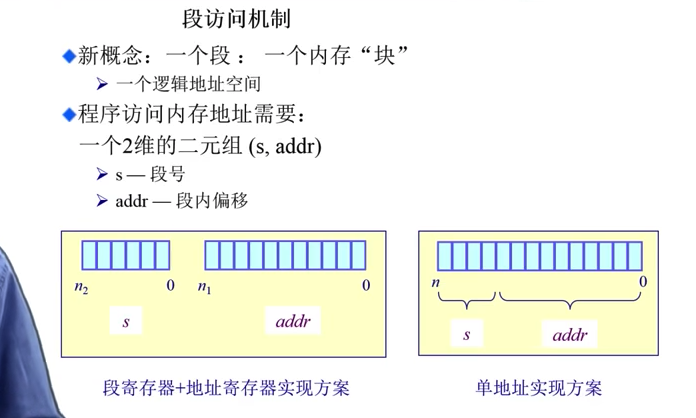 段访问机制
新概念：一个段： 一个内存“块”
一个逻辑地址空间
程序访问内存地址需要：
一个2维的二元组 (s, addr)
s — 段号
addr — 段内偏移
n2 0 n1 0
s addr
段寄存器+地址寄存器实现方案
n 0
s addr
单地址实现方案